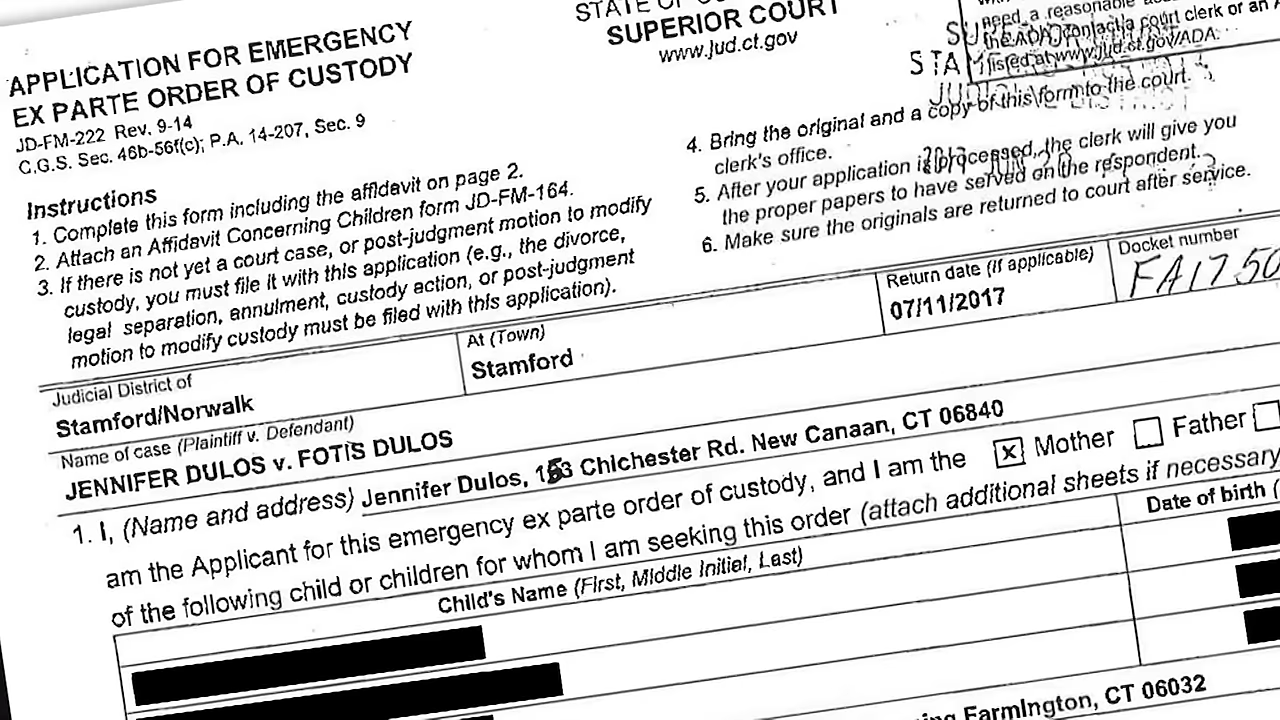 APPLICATION FOR EMERGENCY
EX PARTE ORDER OF CUSTODY
JD-FM-222 Rev. 9-14
C.G.S. Sec. 46b-56f(c); P.A. 14-207, Sec. 9
STATE OF
SUPERIOR COURT
www.jud.ct.gov
need a reasonable
the ADA, contact a court clerk or an
listed at www.jud.ct.gov/ADA.
Instructions
1. Complete this form including the affidavit on page 2.
2. Attach an Affidavit Concerning Children form JD-FM-164.
3. If there is not yet a court case, or post-judgment motion to modify
custody, you must file it with this application (e.g., the divorce,
legal separation, annulment, custody action, or post-judgment
motion to modify custody must be filed with this application).
4. Bring the original and a copy of this form to the court
clerk's office.
5. After your application is processed, the clerk will give you
the proper papers to have served on the respondent.
6. Make sure the originals are returned to court after service.
Judicial District of
Stamford/Norwalk
At (Town)
Stamford
Return date (if applicable)
07/11/2017
Docket number
FA17 50
Name of case (Plaintiff v. Defendant)
JENNIFER DULOS v. FOTIS DULOS
1. I, (Name and address) Jennifer Dulos, Chichester Rd. New Canaan, CT 06840
am the Applicant for this emergency ex parte order of custody, and I am the x Mother Father
of the following child or children for whom I am seeking this order (attach additional sheets if necessary
Child's Name (First, Middle Initial, Last)
Date of birth (
Farmington, CT 06032